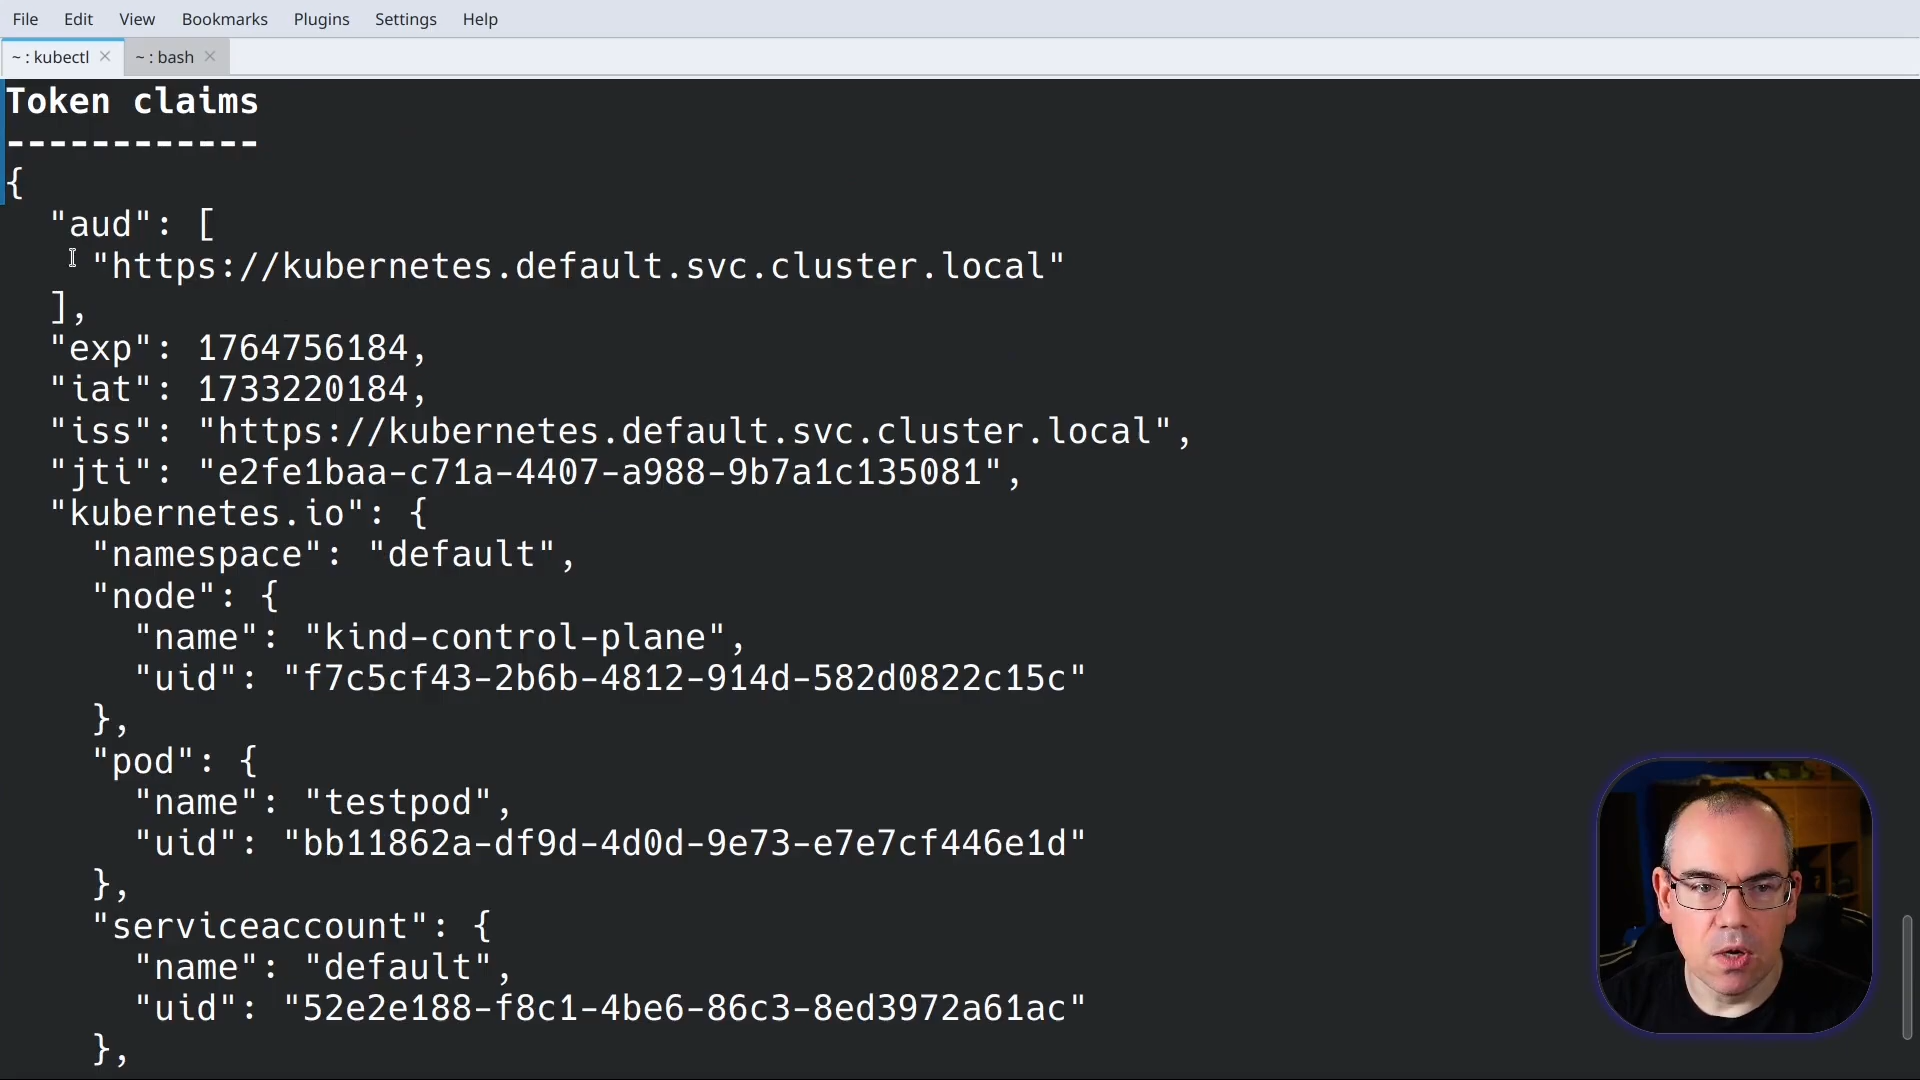 File Edit View Bookmarks Plugins Settings Help
~ : kubectl ~ : bash
Token claims
------------
{
  "aud": [
    "https://kubernetes.default.svc.cluster.local"
  ],
  "exp": 1764756184,
  "iat": 1733220184,
  "iss": "https://kubernetes.default.svc.cluster.local",
  "jti": "e2fe1baa-c71a-4407-a988-9b7a1c135081",
  "kubernetes.io": {
    "namespace": "default",
    "node": {
      "name": "kind-control-plane",
      "uid": "f7c5cf43-2b6b-4812-914d-582d0822c15c"
    },
    "pod": {
      "name": "testpod",
      "uid": "bb11862a-df9d-4d0d-9e73-e7e7cf446e1d"
    },
    "serviceaccount": {
      "name": "default",
      "uid": "52e2e188-f8c1-4be6-86c3-8ed3972a61ac"
    },